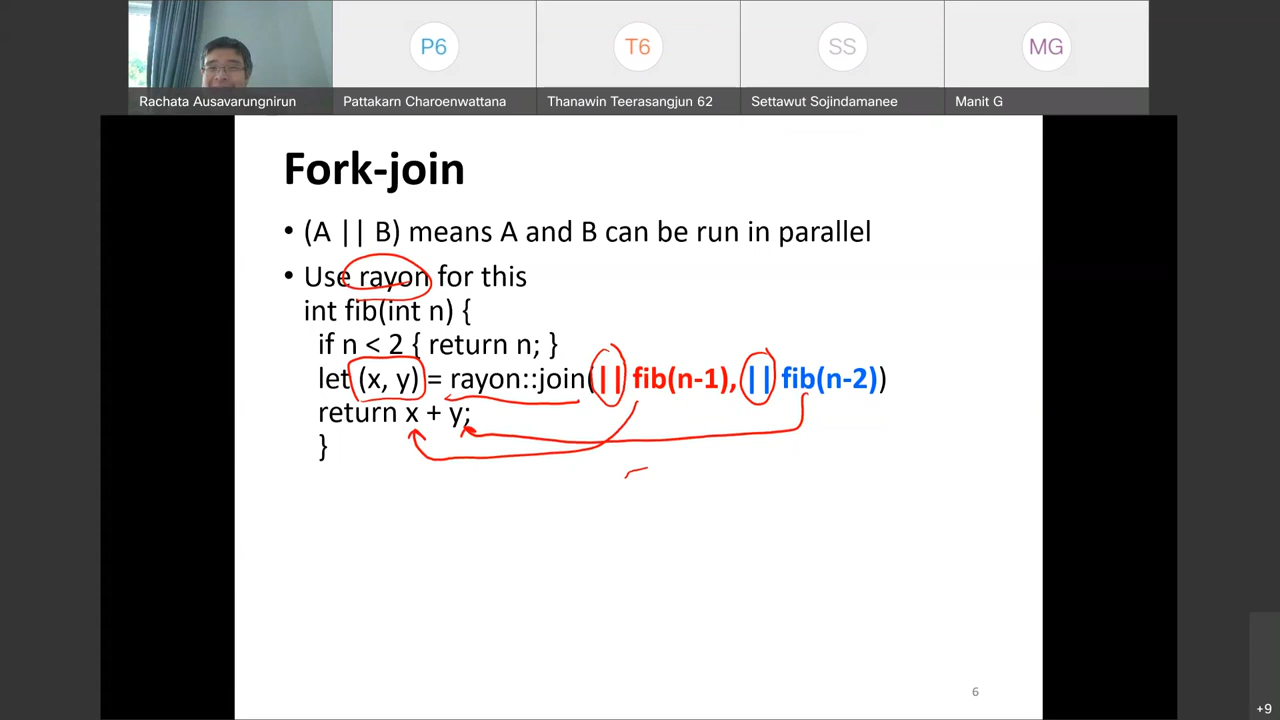 P6
T6
SS
MG
Rachata Ausavarungnirun
Pattakarn Charoenwattana
Thanawin Teerasangjun 62
Settawut Sojindamanee
Manit G
Fork-join
• (A || B) means A and B can be run in parallel
• Use rayon for this
int fib(int n) {
if n < 2 { return n; }
let (x, y) = rayon::join(|| fib(n-1), || fib(n-2))
return x + y;
}
6
+9